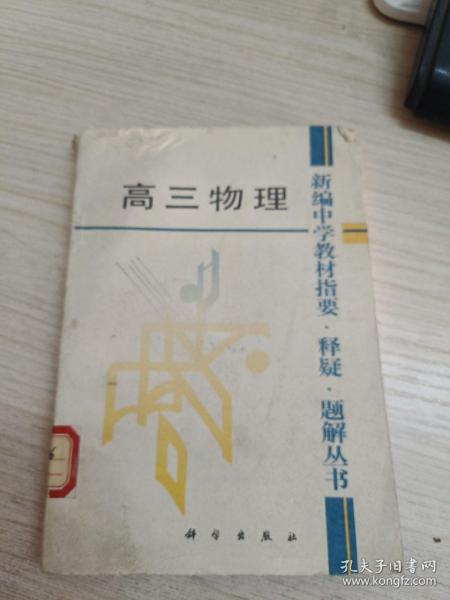 高三物理
新编中学教材指要·释疑·题解丛书
科学出版社
孔夫子旧书网
www.kongfz.com